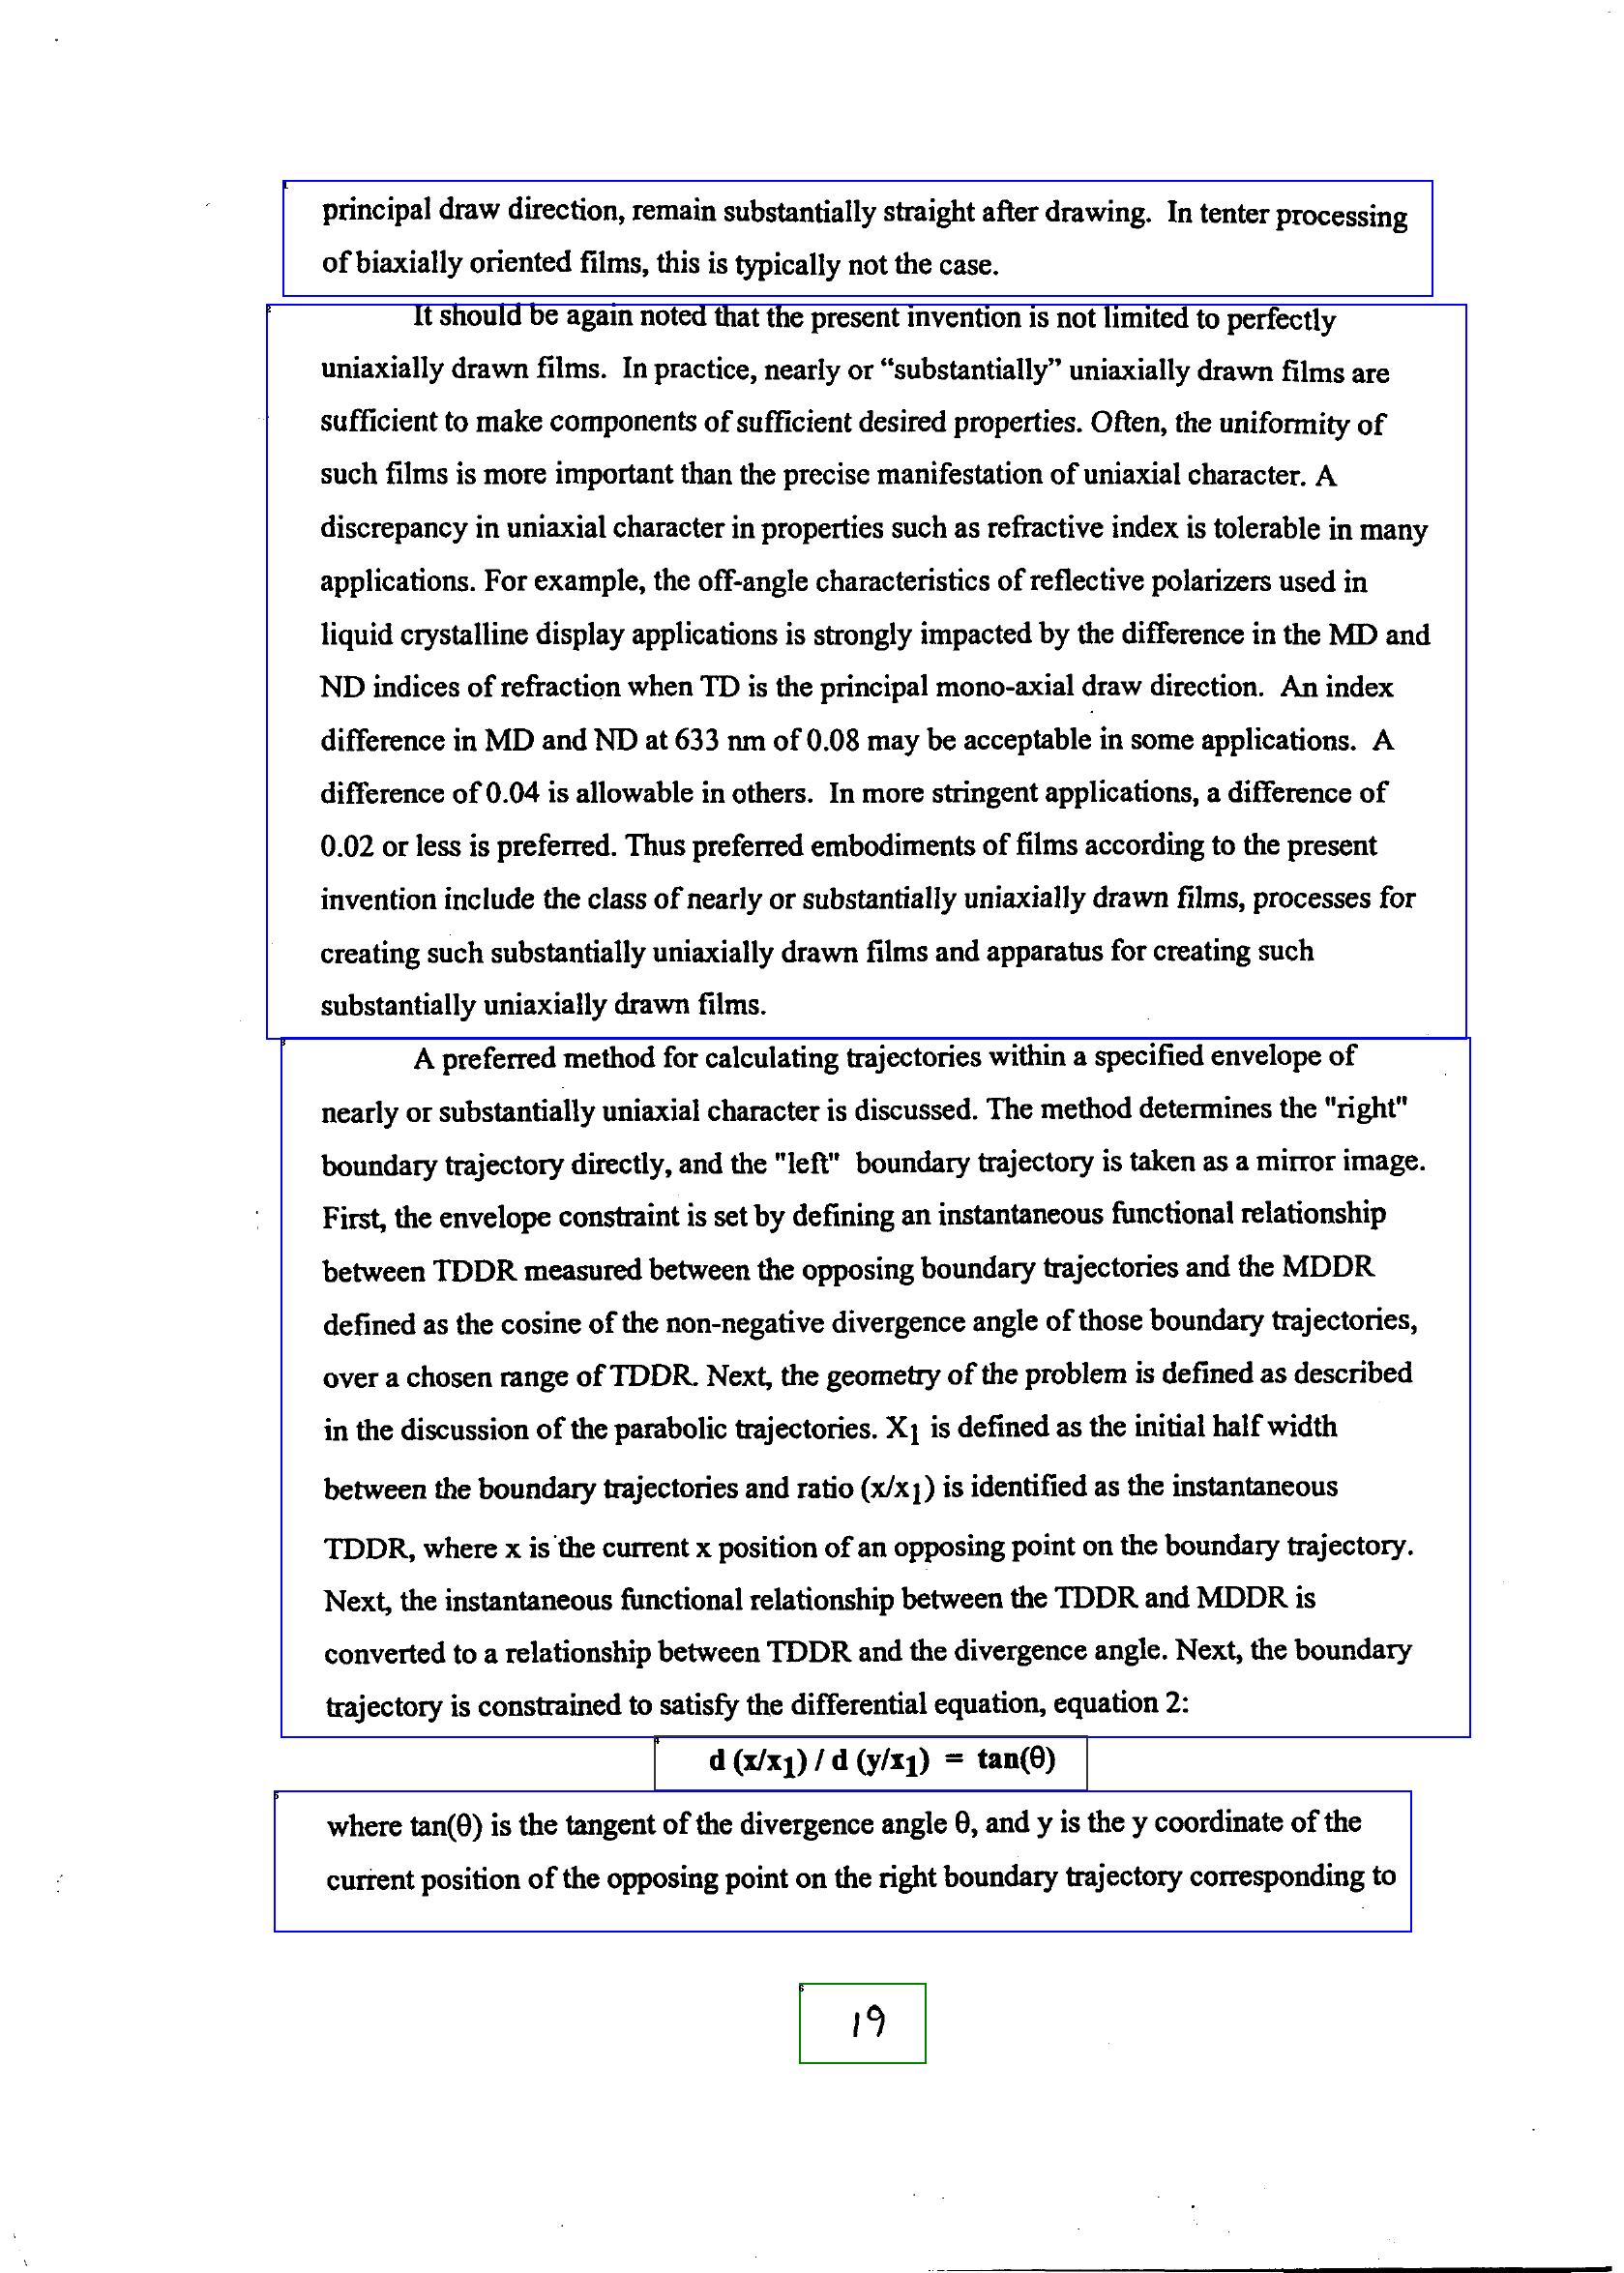 principal draw direction, remain substantially straight after drawing.  In tenter processing
of biaxially oriented films, this is typically not the case.
It should be again noted that the present invention is not limited to perfectly
uniaxially drawn films.  In practice, nearly or “substantially” uniaxially drawn films are
sufficient to make components of sufficient desired properties. Often, the uniformity of
such films is more important than the precise manifestation of uniaxial character. A
discrepancy in uniaxial character in properties such as refractive index is tolerable in many
applications. For example, the off-angle characteristics of reflective polarizers used in
liquid crystalline display applications is strongly impacted by the difference in the MD and
ND indices of refraction when TD is the principal mono-axial draw direction.  An index
difference in MD and ND at 633 nm of 0.08 may be acceptable in some applications.  A
difference of 0.04 is allowable in others.  In more stringent applications, a difference of
0.02 or less is preferred. Thus preferred embodiments of films according to the present
invention include the class of nearly or substantially uniaxially drawn films, processes for
creating such substantially uniaxially drawn films and apparatus for creating such
substantially uniaxially drawn films.
A preferred method for calculating trajectories within a specified envelope of
nearly or substantially uniaxial character is discussed. The method determines the "right"
boundary trajectory directly, and the "left"  boundary trajectory is taken as a mirror image.
First, the envelope constraint is set by defining an instantaneous functional relationship
between TDDR measured between the opposing boundary trajectories and the MDDR
defined as the cosine of the non-negative divergence angle of those boundary trajectories,
over a chosen range of TDDR. Next, the geometry of the problem is defined as described
in the discussion of the parabolic trajectories. X1 is defined as the initial half width
between the boundary trajectories and ratio (x/x1) is identified as the instantaneous
TDDR, where x is the current x position of an opposing point on the boundary trajectory.
Next, the instantaneous functional relationship between the TDDR and MDDR is
converted to a relationship between TDDR and the divergence angle. Next, the boundary
trajectory is constrained to satisfy the differential equation, equation 2:
d (x/x1) / d (y/x1)  =  tan(θ)
where tan(θ) is the tangent of the divergence angle θ, and y is the y coordinate of the
current position of the opposing point on the right boundary trajectory corresponding to
19